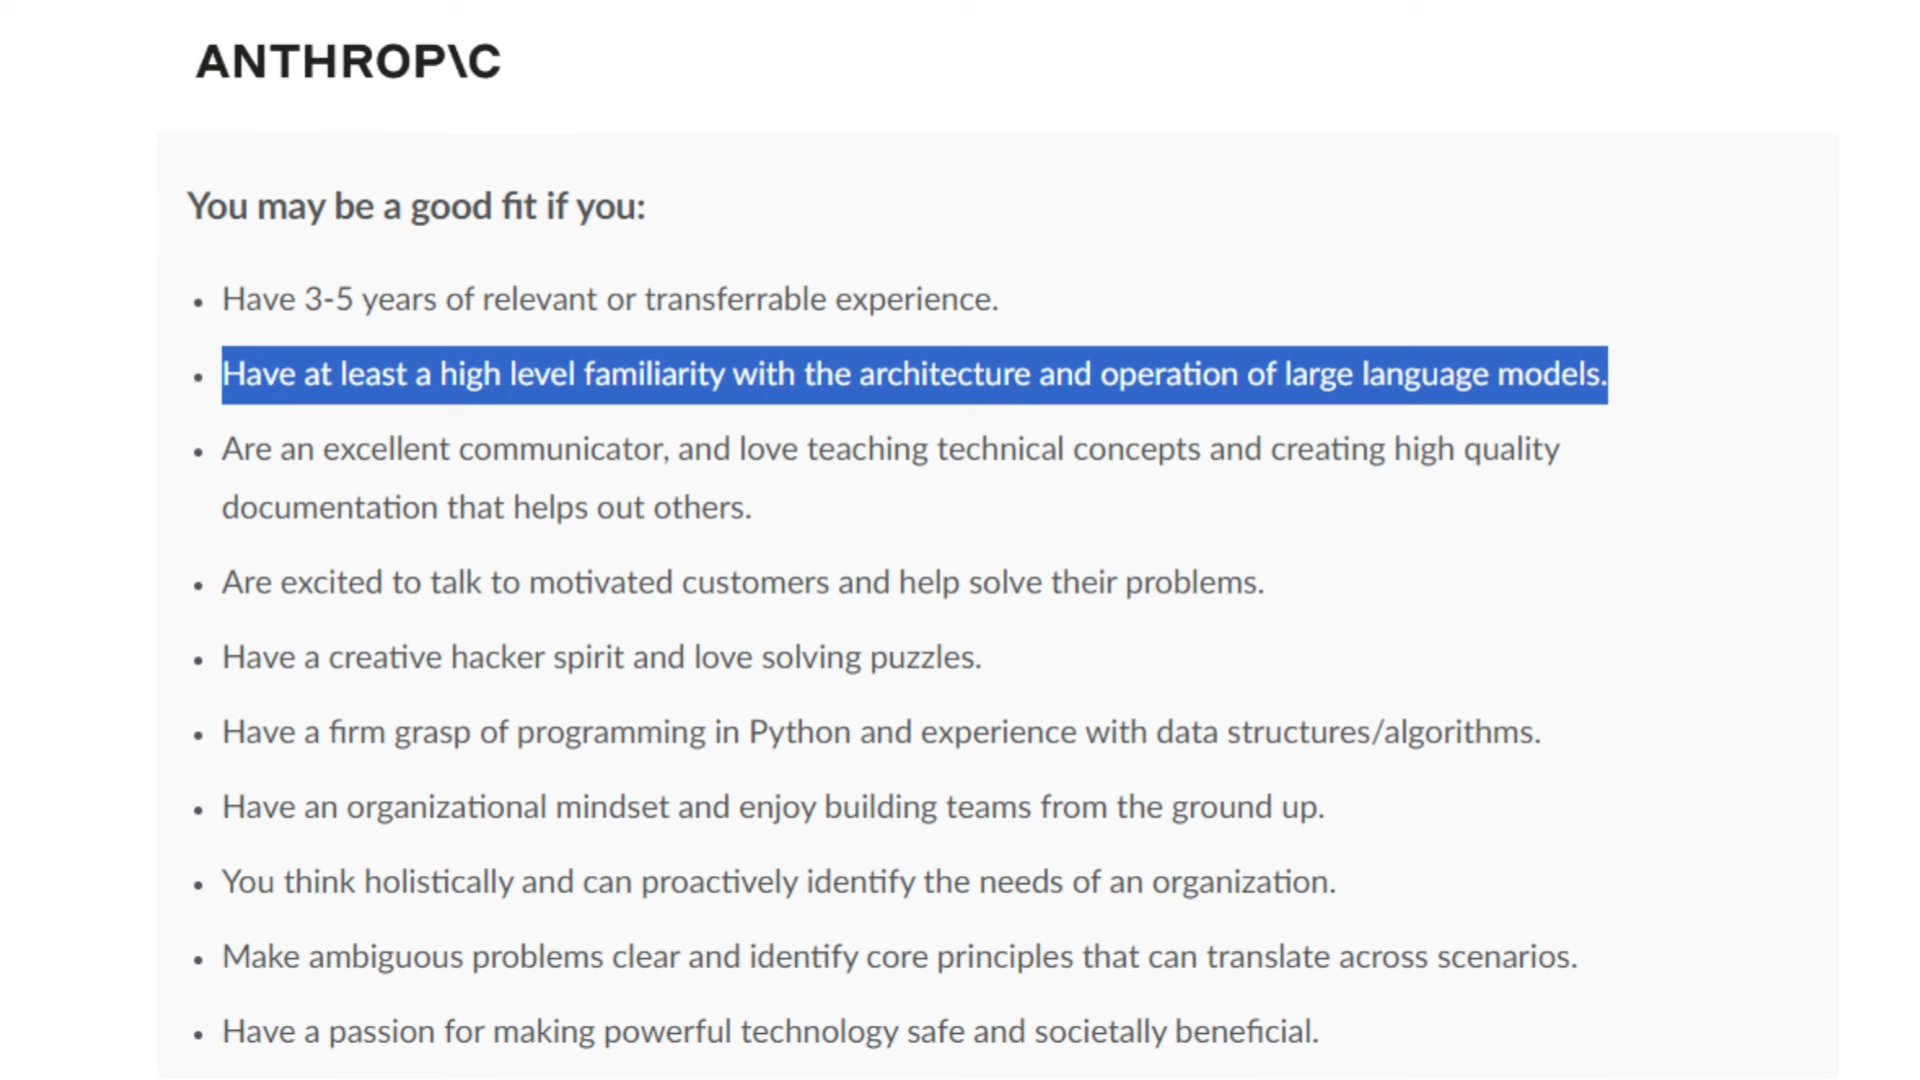 ANTHROP\C
You may be a good fit if you:
• Have 3-5 years of relevant or transferrable experience.
• Have at least a high level familiarity with the architecture and operation of large language models.
• Are an excellent communicator, and love teaching technical concepts and creating high quality
documentation that helps out others.
• Are excited to talk to motivated customers and help solve their problems.
• Have a creative hacker spirit and love solving puzzles.
• Have a firm grasp of programming in Python and experience with data structures/algorithms.
• Have an organizational mindset and enjoy building teams from the ground up.
• You think holistically and can proactively identify the needs of an organization.
• Make ambiguous problems clear and identify core principles that can translate across scenarios.
• Have a passion for making powerful technology safe and societally beneficial.